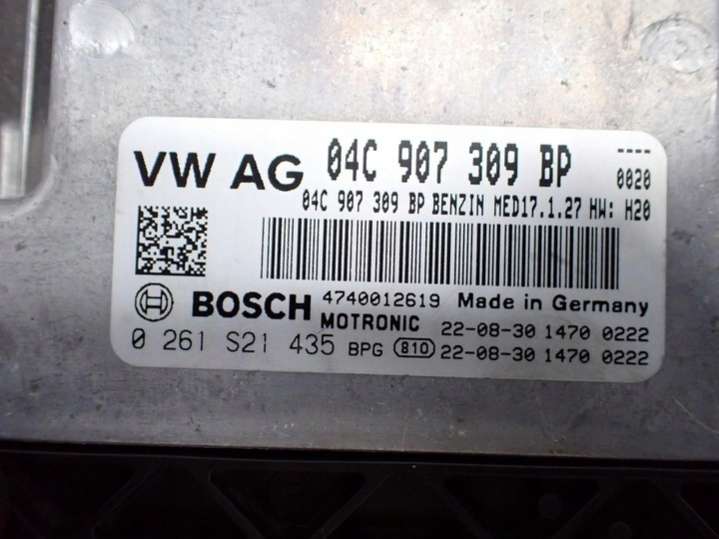 VW AG 04C 907 309 BP ----
0020
04C 907 309 BP BENZIN MED17.1.27 HW: H20
BOSCH 4740012619 Made in Germany
MOTRONIC 22-08-30 1470 0222
0 261 S21 435 BPG 810 22-08-30 1470 0222